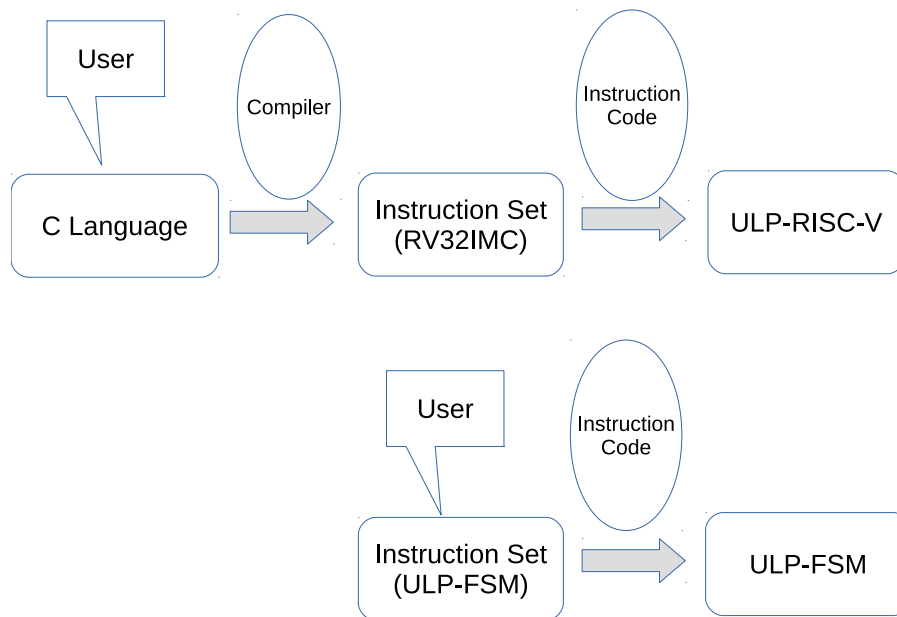 User
Compiler
Instruction
Code
C Language
Instruction Set
(RV32IMC)
ULP-RISC-V
User
Instruction
Code
Instruction Set
(ULP-FSM)
ULP-FSM